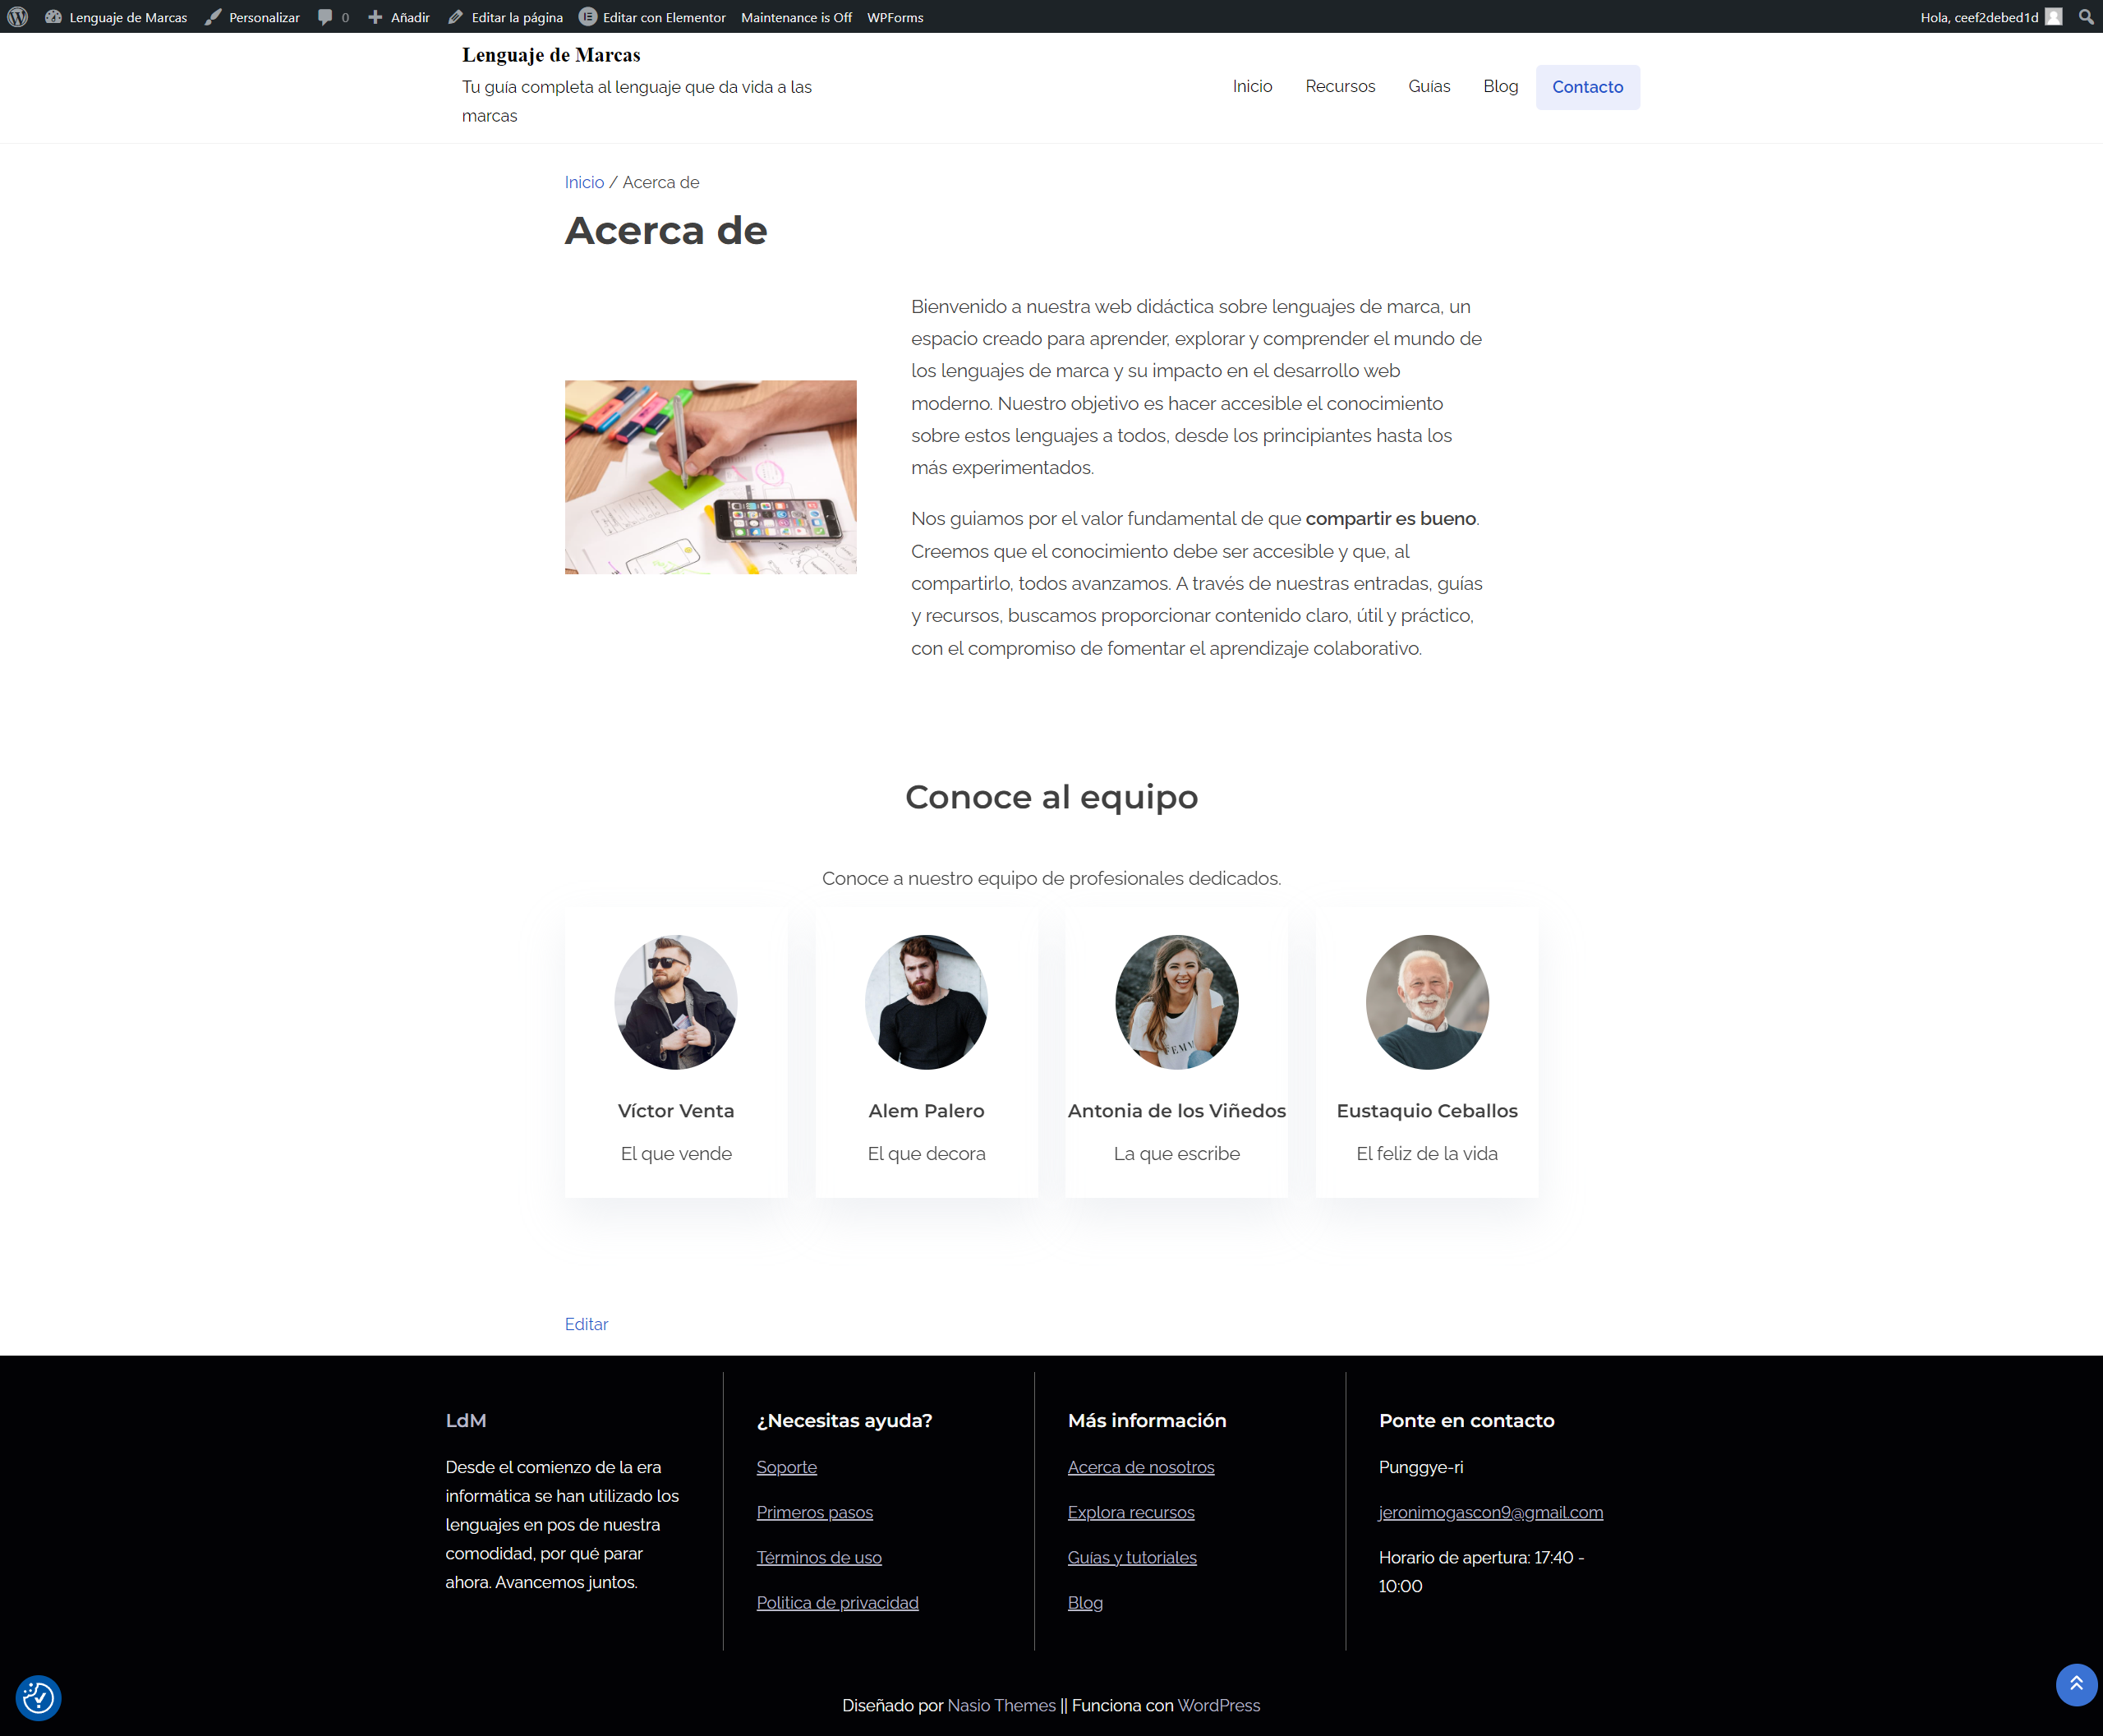 Lenguaje de Marcas
Personalizar
0
Añadir
Editar la página
Editar con Elementor
Maintenance is Off
WPForms
Hola, ceef2debed1d
Lenguaje de Marcas
Tu guía completa al lenguaje que da vida a las
marcas
Inicio
Recursos
Guías
Blog
Contacto
Inicio / Acerca de
Acerca de
Bienvenido a nuestra web didáctica sobre lenguajes de marca, un
espacio creado para aprender, explorar y comprender el mundo de
los lenguajes de marca y su impacto en el desarrollo web
moderno. Nuestro objetivo es hacer accesible el conocimiento
sobre estos lenguajes a todos, desde los principiantes hasta los
más experimentados.
Nos guiamos por el valor fundamental de que compartir es bueno.
Creemos que el conocimiento debe ser accesible y que, al
compartirlo, todos avanzamos. A través de nuestras entradas, guías
y recursos, buscamos proporcionar contenido claro, útil y práctico,
con el compromiso de fomentar el aprendizaje colaborativo.
Conoce al equipo
Conoce a nuestro equipo de profesionales dedicados.
Víctor Venta
El que vende
Alem Palero
El que decora
FEMM
Antonia de los Viñedos
La que escribe
Eustaquio Ceballos
El feliz de la vida
Editar
LdM
Desde el comienzo de la era
informática se han utilizado los
lenguajes en pos de nuestra
comodidad, por qué parar
ahora. Avancemos juntos.
¿Necesitas ayuda?
Soporte
Primeros pasos
Términos de uso
Politica de privacidad
Más información
Acerca de nosotros
Explora recursos
Guías y tutoriales
Blog
Ponte en contacto
Punggye-ri
jeronimogascon9@gmail.com
Horario de apertura: 17:40 -
10:00
Diseñado por Nasio Themes || Funciona con WordPress